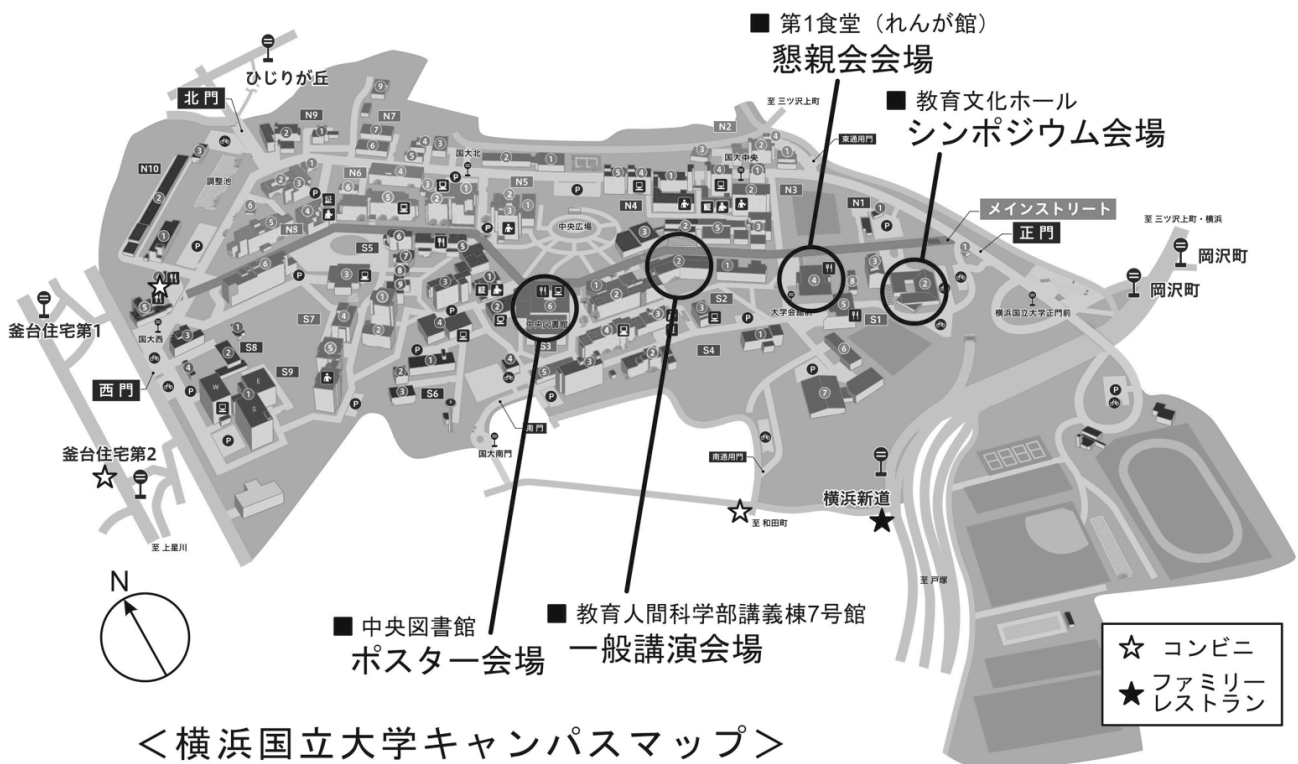 ■ 第1食堂（れんが館）
懇親会会場
■ 教育文化ホール
シンポジウム会場
ひじりが丘
北門
至 三ツ沢上町
N9
N7
N2
東通用門
国大北
国大中央
N10
調整池
N6
N5
N3
N4
N1
メインストリート
至 三ツ沢上町・横浜
正門
岡沢町
岡沢町
N8
中央広場
S5
釜台住宅第1
国大西
S7
中央図書館
S3
S2
大学会館前
S1
横浜国立大学正門前
S8
S4
西門
S9
S6
南門
釜台住宅第2
国大南門
南通用門
横浜新道
至 和田町
至 上星川
至 戸塚
N
■ 中央図書館
ポスター会場
■ 教育人間科学部講義棟7号館
一般講演会場
☆ コンビニ
★ ファミリー
レストラン
＜横浜国立大学キャンパスマップ＞